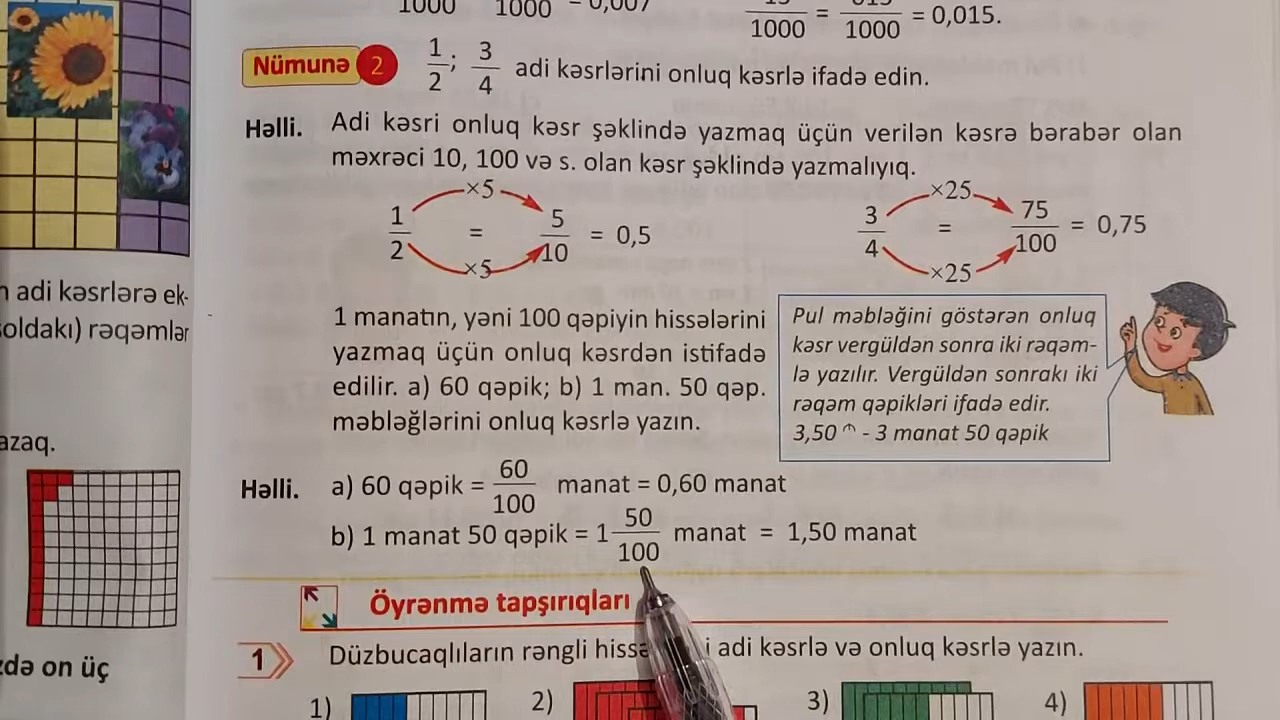 1000 1000 = 0,007
1000 = 1000 = 0,015.
Nümunə 2 1/2; 3/4 adi kəsrlərini onluq kəsrlə ifadə edin.
Həlli. Adi kəsri onluq kəsr şəklində yazmaq üçün verilən kəsrə bərabər olan
məxrəci 10, 100 və s. olan kəsr şəklində yazmalıyıq.
×5
1/2 = 5/10 = 0,5
×5
×25
3/4 = 75/100 = 0,75
×25
1 manatın, yəni 100 qəpiyin hissələrini
yazmaq üçün onluq kəsrdən istifadə
edilir. a) 60 qəpik; b) 1 man. 50 qəp.
məbləğlərini onluq kəsrlə yazın.
Pul məbləğini göstərən onluq
kəsr vergüldən sonra iki rəqəm-
lə yazılır. Vergüldən sonrakı iki
rəqəm qəpikləri ifadə edir.
3,50 ₼ - 3 manat 50 qəpik
Həlli. a) 60 qəpik = 60/100 manat = 0,60 manat
b) 1 manat 50 qəpik = 1 50/100 manat = 1,50 manat
Öyrənmə tapşırıqları
1 Düzbucaqlıların rəngli hissə i adi kəsrlə və onluq kəsrlə yazın.
1) 2) 3) 4)
adi kəsrlərə ek-
soldakı) rəqəmlər
azaq.
də on üç